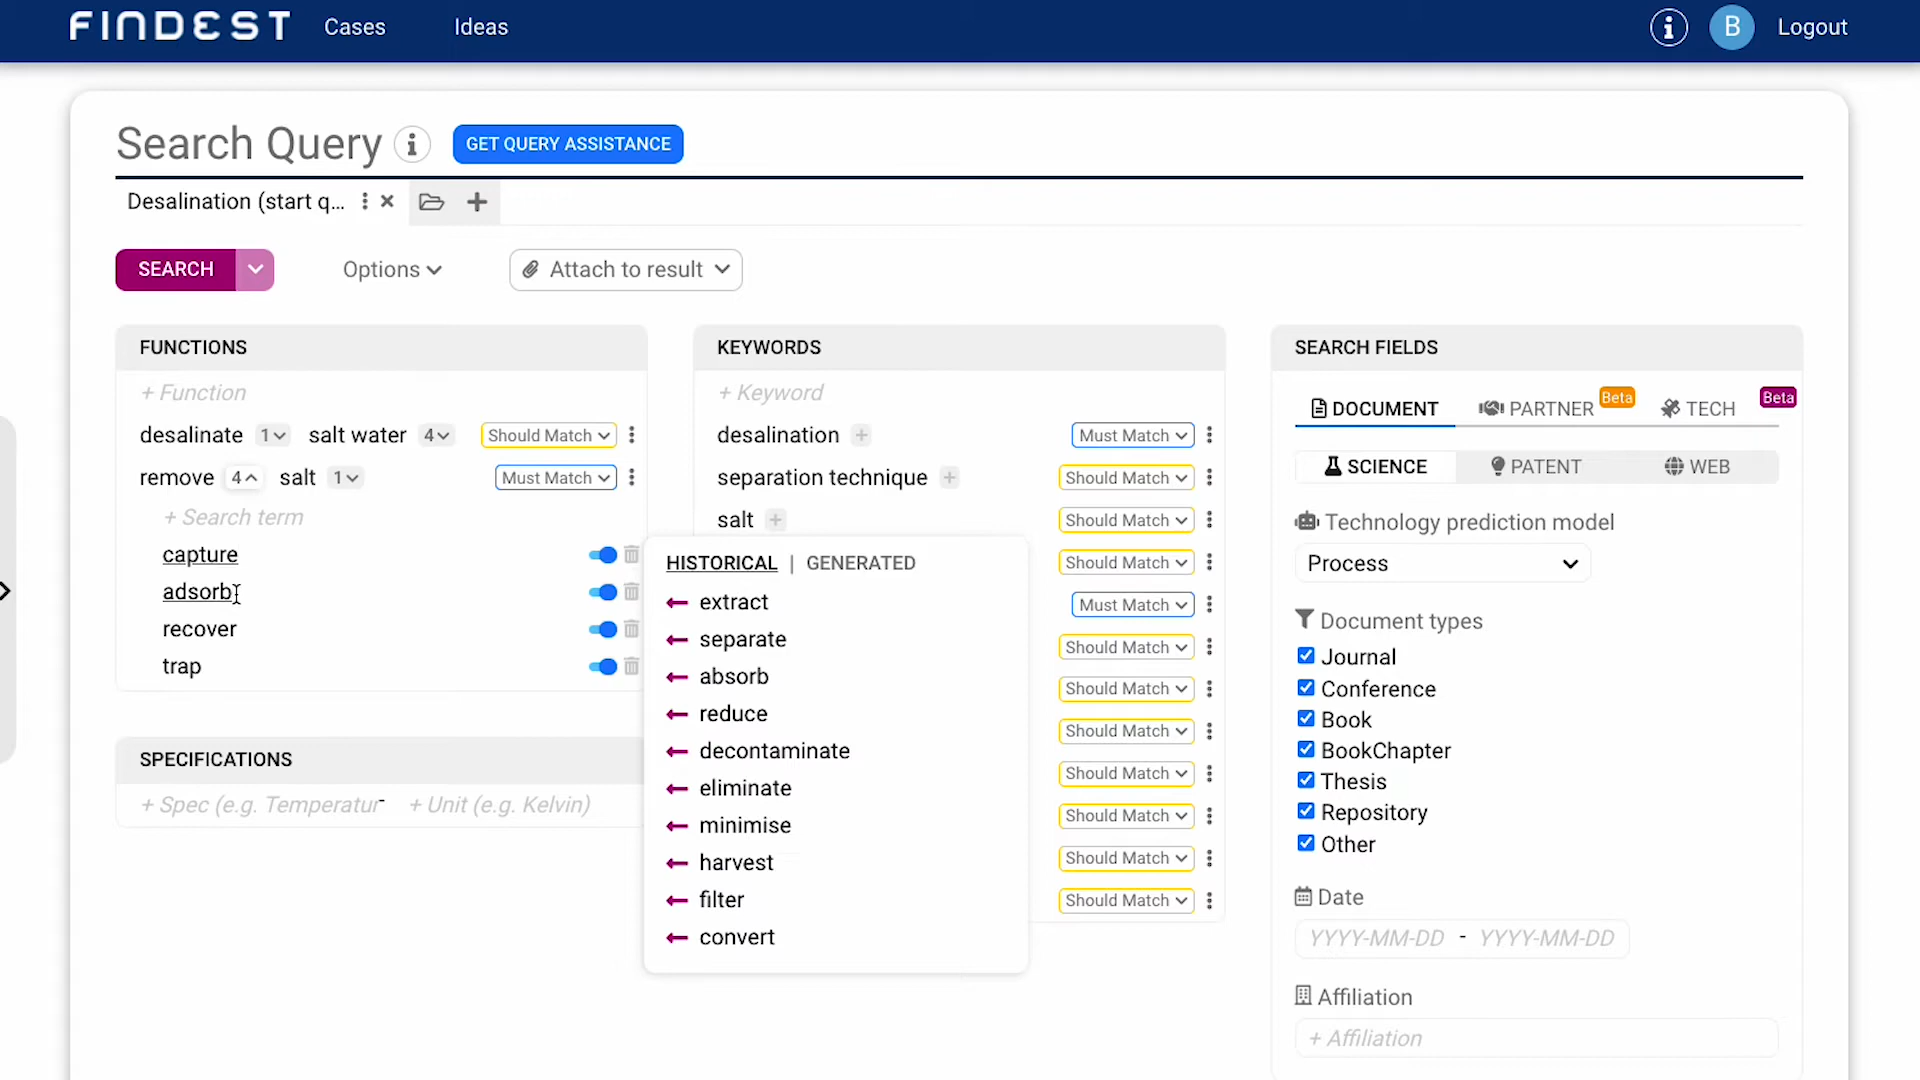 FINDEST Cases Ideas i B Logout
Search Query i GET QUERY ASSISTANCE
Desalination (start q...
SEARCH Options Attach to result
FUNCTIONS
+ Function
desalinate 1 salt water 4 Should Match
remove 4 salt 1 Must Match
+ Search term
capture
adsorb
recover
trap
SPECIFICATIONS
+ Spec (e.g. Temperatur + Unit (e.g. Kelvin)
KEYWORDS
+ Keyword
desalination + Must Match
separation technique + Should Match
salt + Should Match
Should Match
Must Match
Should Match
Should Match
Should Match
Should Match
Should Match
Should Match
Should Match
HISTORICAL | GENERATED
extract
separate
absorb
reduce
decontaminate
eliminate
minimise
harvest
filter
convert
SEARCH FIELDS
DOCUMENT PARTNER Beta TECH Beta
SCIENCE PATENT WEB
Technology prediction model
Process
Document types
Journal
Conference
Book
BookChapter
Thesis
Repository
Other
Date
YYYY-MM-DD - YYYY-MM-DD
Affiliation
+ Affiliation